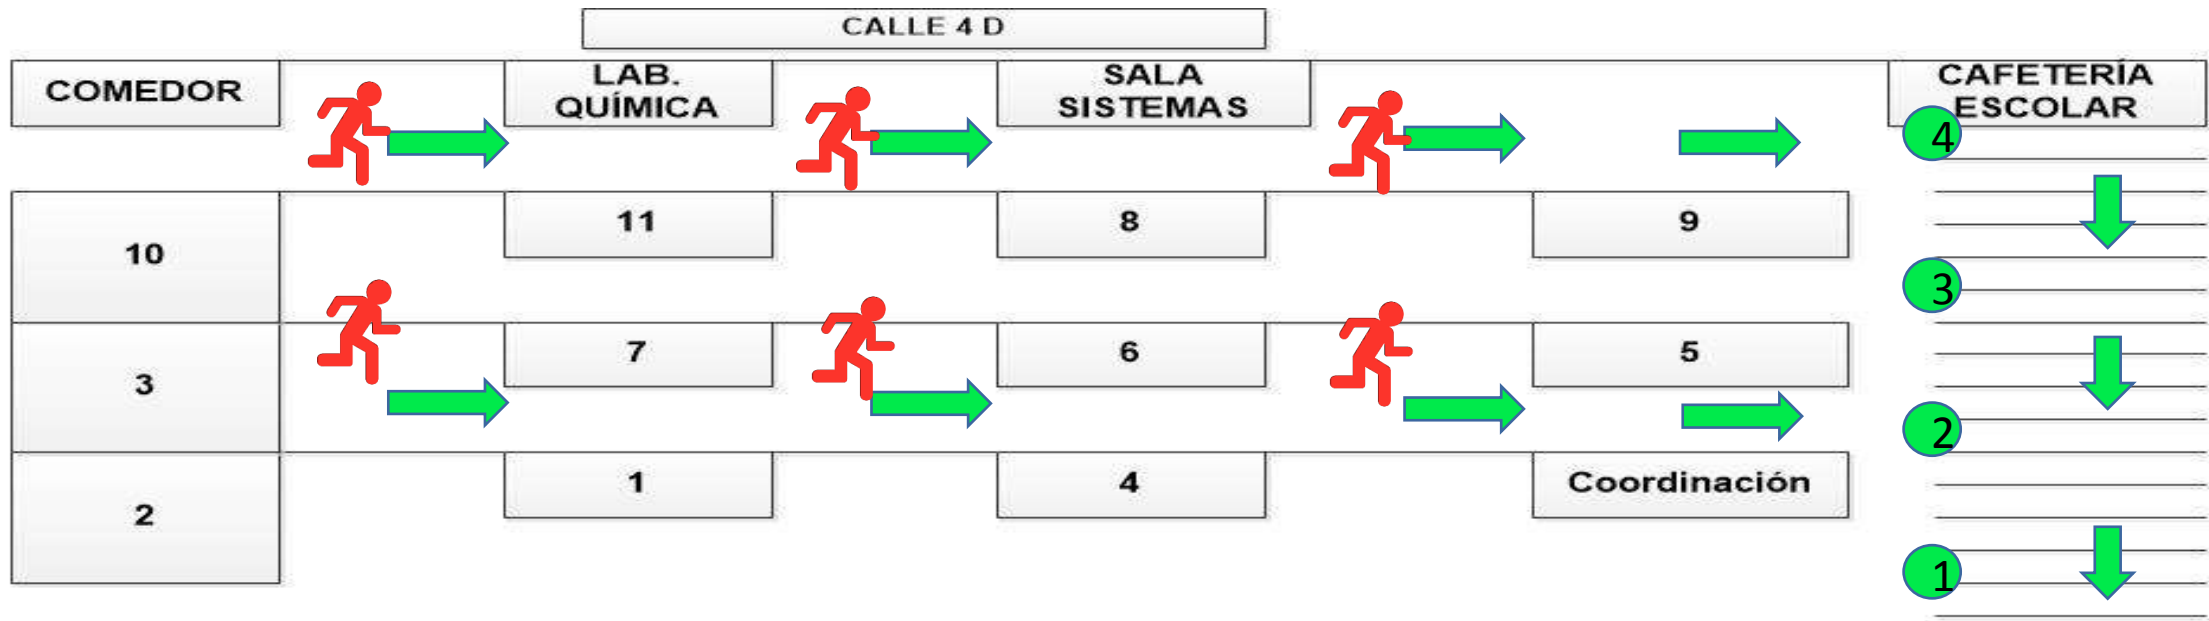 CALLE 4 D
COMEDOR
LAB.
QUÍMICA
SALA
SISTEMAS
CAFETERÍA
ESCOLAR
4
10
11
8
9
3
3
7
6
5
2
2
1
4
Coordinación
1